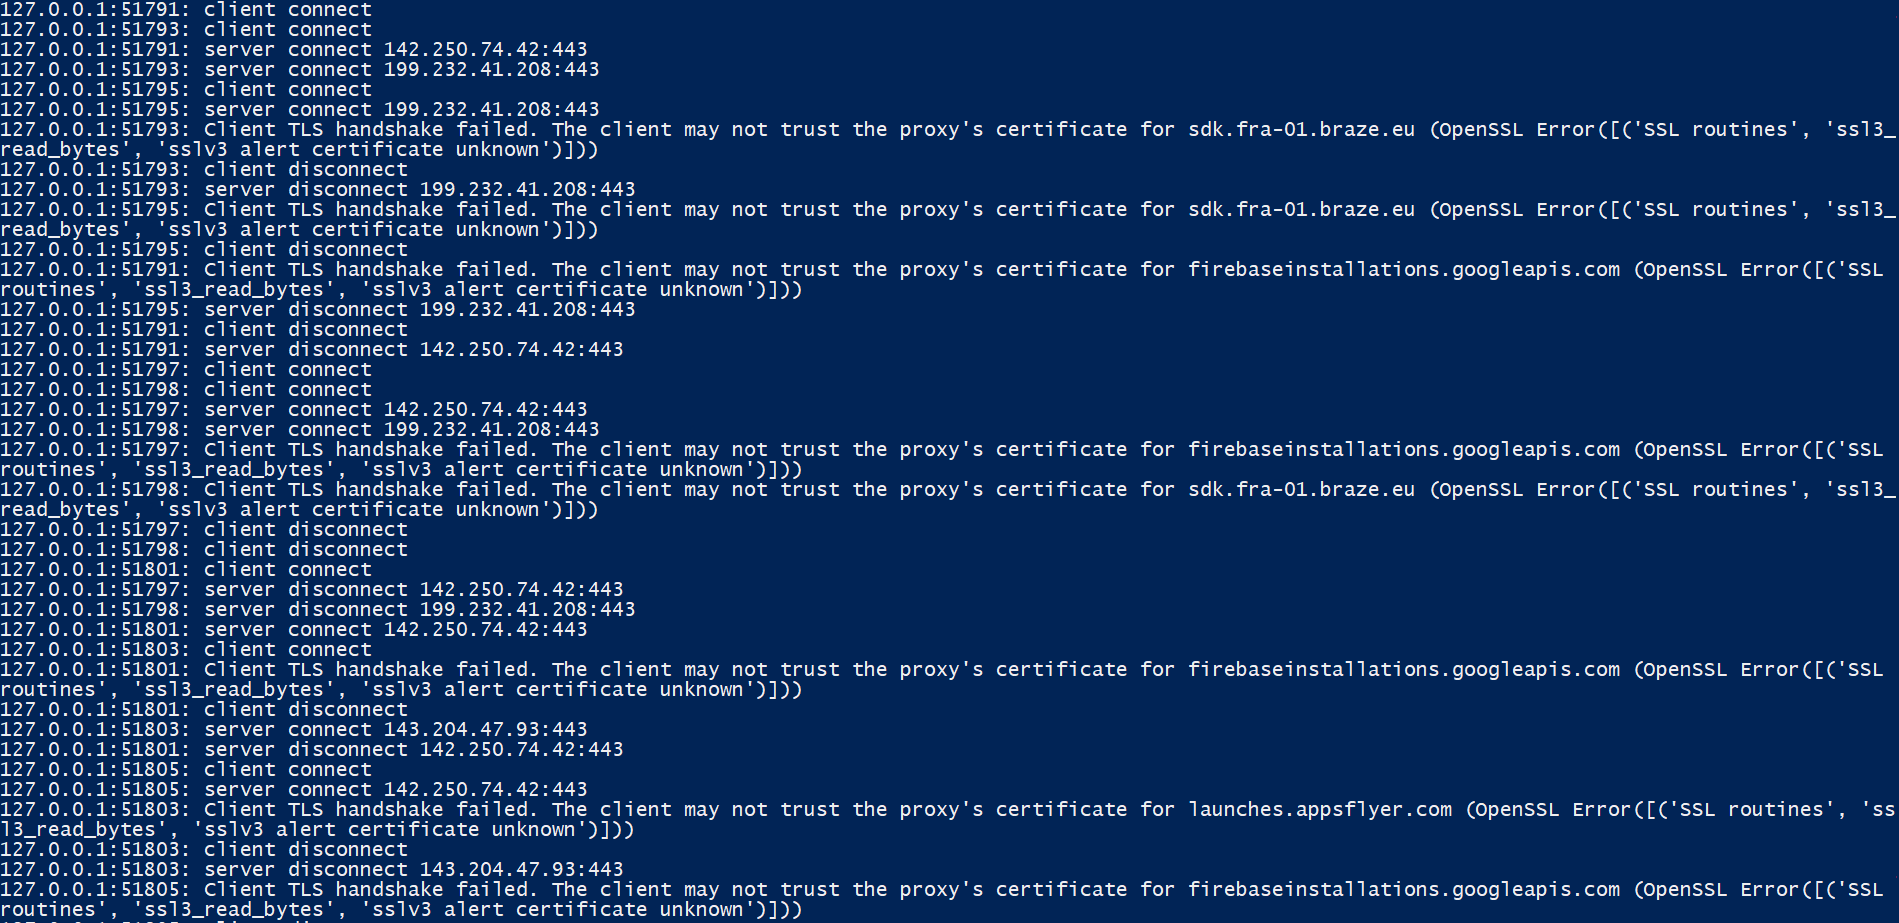 127.0.0.1:51791: client connect
127.0.0.1:51793: client connect
127.0.0.1:51791: server connect 142.250.74.42:443
127.0.0.1:51793: server connect 199.232.41.208:443
127.0.0.1:51795: client connect
127.0.0.1:51795: server connect 199.232.41.208:443
127.0.0.1:51793: Client TLS handshake failed. The client may not trust the proxy's certificate for sdk.fra-01.braze.eu (OpenSSL Error([('SSL routines', 'ssl3_
read_bytes', 'sslv3 alert certificate unknown')]))
127.0.0.1:51793: client disconnect
127.0.0.1:51793: server disconnect 199.232.41.208:443
127.0.0.1:51795: Client TLS handshake failed. The client may not trust the proxy's certificate for sdk.fra-01.braze.eu (OpenSSL Error([('SSL routines', 'ssl3_
read_bytes', 'sslv3 alert certificate unknown')]))
127.0.0.1:51795: client disconnect
127.0.0.1:51791: Client TLS handshake failed. The client may not trust the proxy's certificate for firebaseinstallations.googleapis.com (OpenSSL Error([('SSL
routines', 'ssl3_read_bytes', 'sslv3 alert certificate unknown')]))
127.0.0.1:51795: server disconnect 199.232.41.208:443
127.0.0.1:51791: client disconnect
127.0.0.1:51791: server disconnect 142.250.74.42:443
127.0.0.1:51797: client connect
127.0.0.1:51798: client connect
127.0.0.1:51797: server connect 142.250.74.42:443
127.0.0.1:51798: server connect 199.232.41.208:443
127.0.0.1:51797: Client TLS handshake failed. The client may not trust the proxy's certificate for firebaseinstallations.googleapis.com (OpenSSL Error([('SSL
routines', 'ssl3_read_bytes', 'sslv3 alert certificate unknown')]))
127.0.0.1:51798: Client TLS handshake failed. The client may not trust the proxy's certificate for sdk.fra-01.braze.eu (OpenSSL Error([('SSL routines', 'ssl3_
read_bytes', 'sslv3 alert certificate unknown')]))
127.0.0.1:51797: client disconnect
127.0.0.1:51798: client disconnect
127.0.0.1:51801: client connect
127.0.0.1:51797: server disconnect 142.250.74.42:443
127.0.0.1:51798: server disconnect 199.232.41.208:443
127.0.0.1:51801: server connect 142.250.74.42:443
127.0.0.1:51803: client connect
127.0.0.1:51801: Client TLS handshake failed. The client may not trust the proxy's certificate for firebaseinstallations.googleapis.com (OpenSSL Error([('SSL
routines', 'ssl3_read_bytes', 'sslv3 alert certificate unknown')]))
127.0.0.1:51801: client disconnect
127.0.0.1:51803: server connect 143.204.47.93:443
127.0.0.1:51801: server disconnect 142.250.74.42:443
127.0.0.1:51805: client connect
127.0.0.1:51805: server connect 142.250.74.42:443
127.0.0.1:51803: Client TLS handshake failed. The client may not trust the proxy's certificate for launches.appsflyer.com (OpenSSL Error([('SSL routines', 'ss
l3_read_bytes', 'sslv3 alert certificate unknown')]))
127.0.0.1:51803: client disconnect
127.0.0.1:51803: server disconnect 143.204.47.93:443
127.0.0.1:51805: Client TLS handshake failed. The client may not trust the proxy's certificate for firebaseinstallations.googleapis.com (OpenSSL Error([('SSL
routines', 'ssl3_read_bytes', 'sslv3 alert certificate unknown')]))